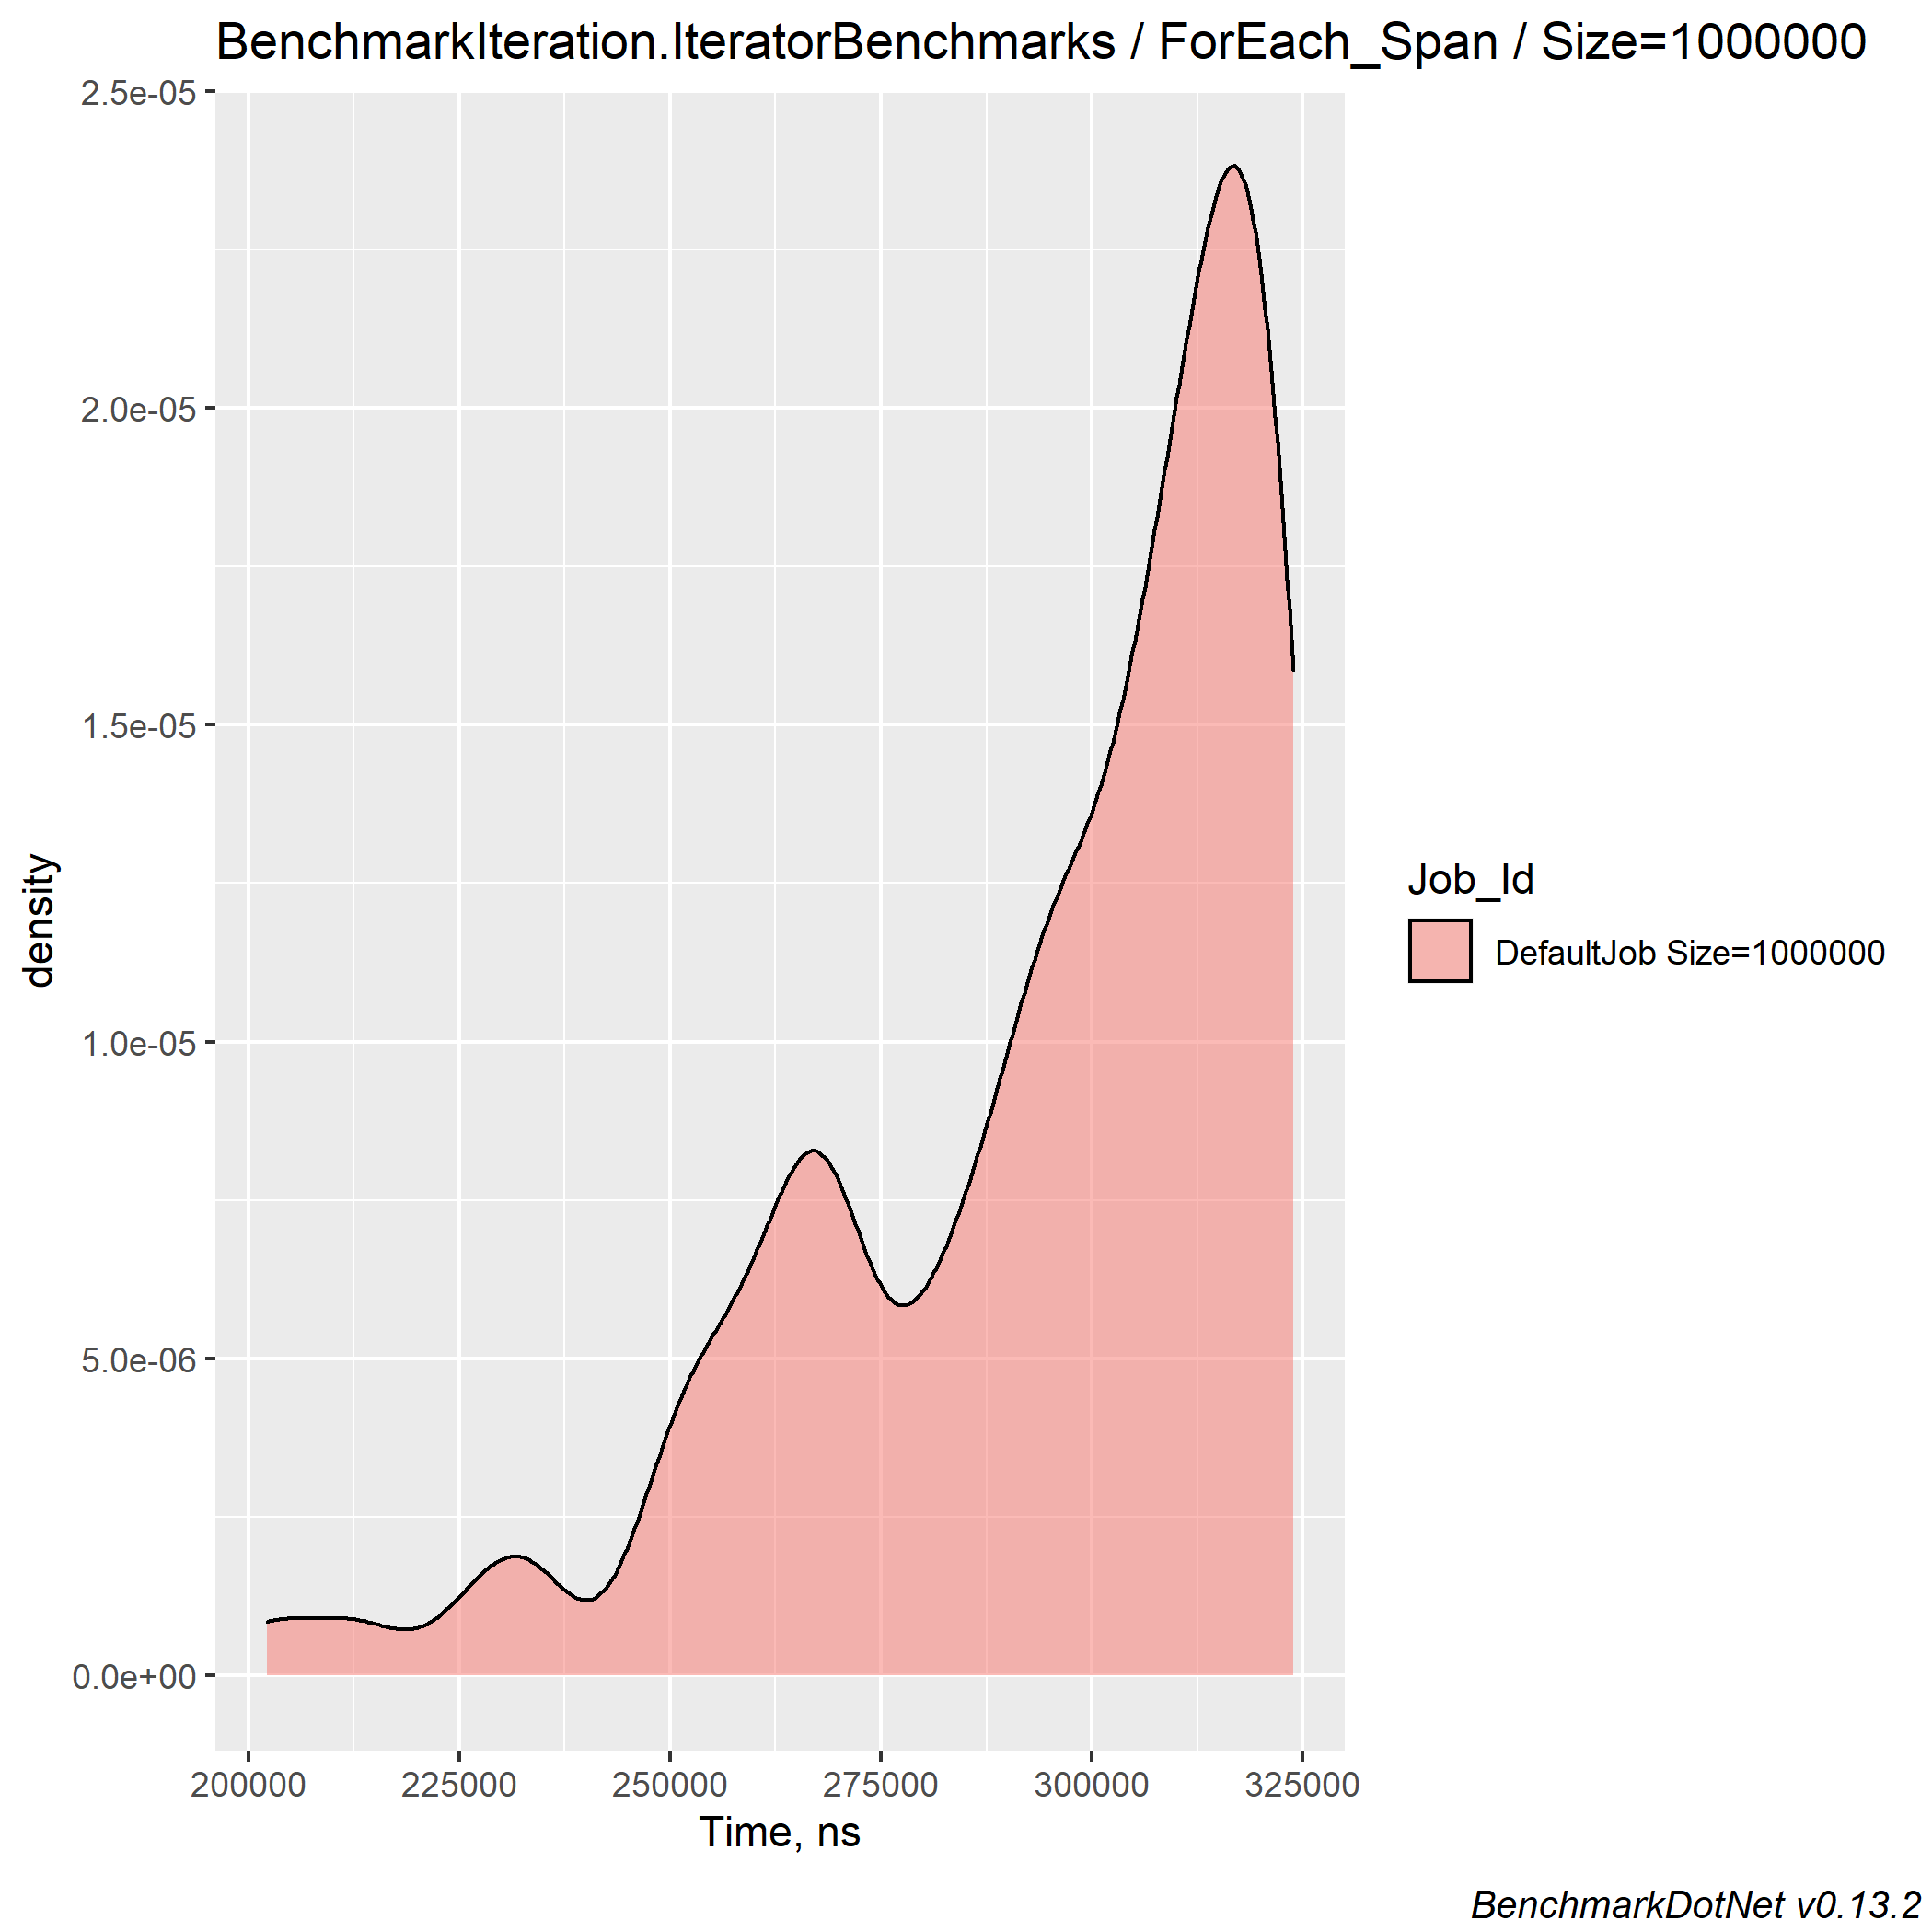 BenchmarkIteration.IteratorBenchmarks / ForEach_Span / Size=1000000
2.5e-05
2.0e-05
1.5e-05
1.0e-05
5.0e-06
0.0e+00
density
200000 225000 250000 275000 300000 325000
Time, ns
Job_Id
DefaultJob Size=1000000
BenchmarkDotNet v0.13.2